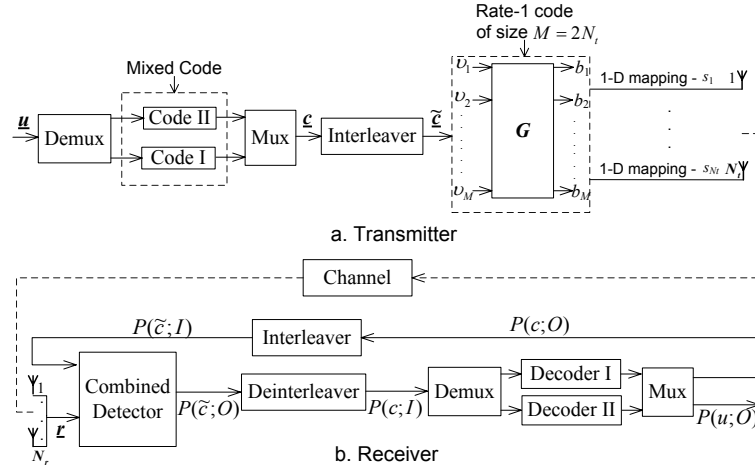 Rate-1 code
of size M = 2N_t
Mixed Code
u
Demux
Code II
Code I
Mux
c
Interleaver
c̃
υ_1
υ_2
υ_M
G
b_1
b_2
b_M
1-D mapping - s_1 1
1-D mapping - s_Nt N_t
a. Transmitter
Channel
P(c̃;I)
Interleaver
P(c;O)
1
N_r
r
Combined
Detector
P(c̃;O)
Deinterleaver
P(c;I)
Demux
Decoder I
Decoder II
Mux
P(u;O)
b. Receiver